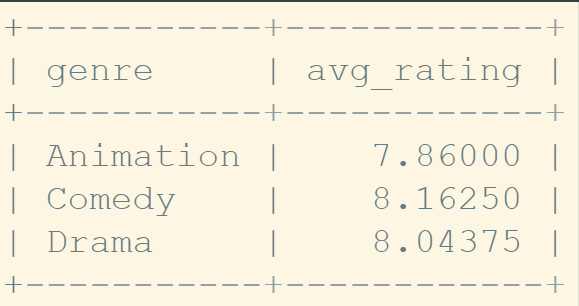 +-----------+------------+
| genre     | avg_rating |
+-----------+------------+
| Animation |    7.86000 |
| Comedy    |    8.16250 |
| Drama     |    8.04375 |
+-----------+------------+